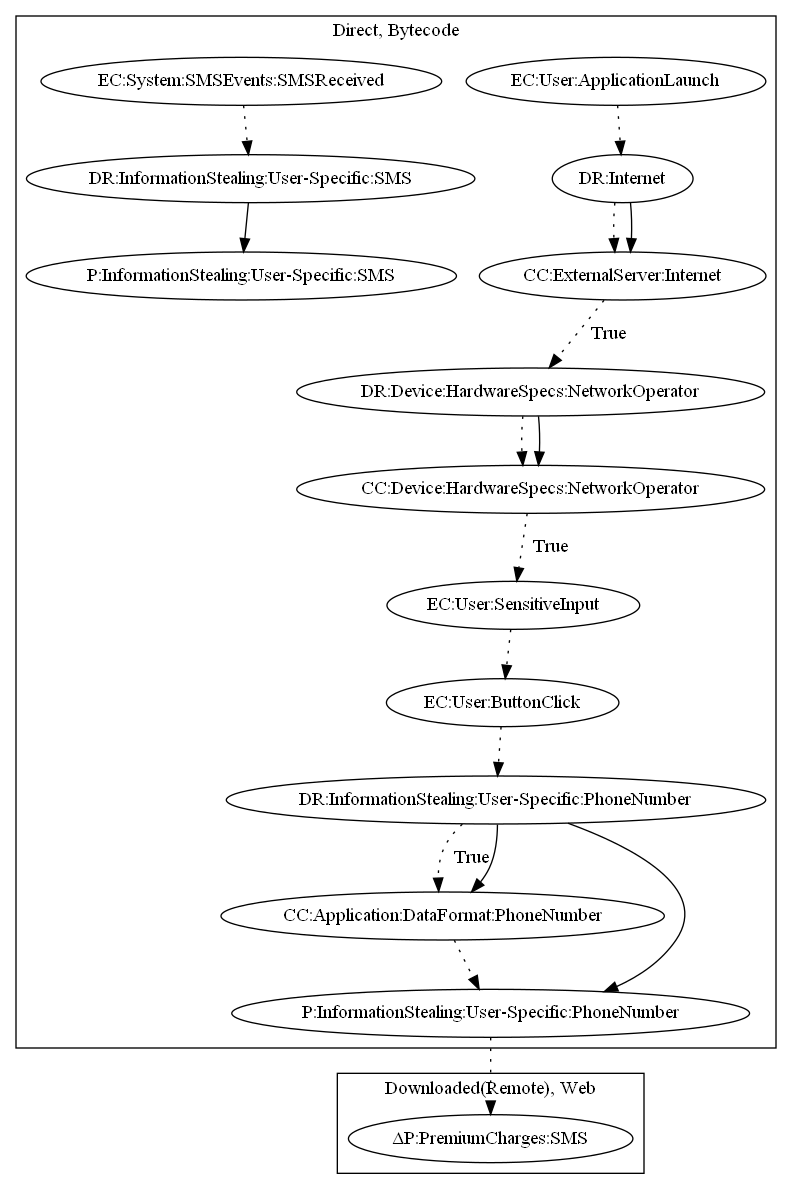 Direct, Bytecode
EC:System:SMSEvents:SMSReceived
EC:User:ApplicationLaunch
DR:InformationStealing:User-Specific:SMS
DR:Internet
P:InformationStealing:User-Specific:SMS
CC:ExternalServer:Internet
True
DR:Device:HardwareSpecs:NetworkOperator
CC:Device:HardwareSpecs:NetworkOperator
True
EC:User:SensitiveInput
EC:User:ButtonClick
DR:InformationStealing:User-Specific:PhoneNumber
True
CC:Application:DataFormat:PhoneNumber
P:InformationStealing:User-Specific:PhoneNumber
Downloaded(Remote), Web
ΔP:PremiumCharges:SMS